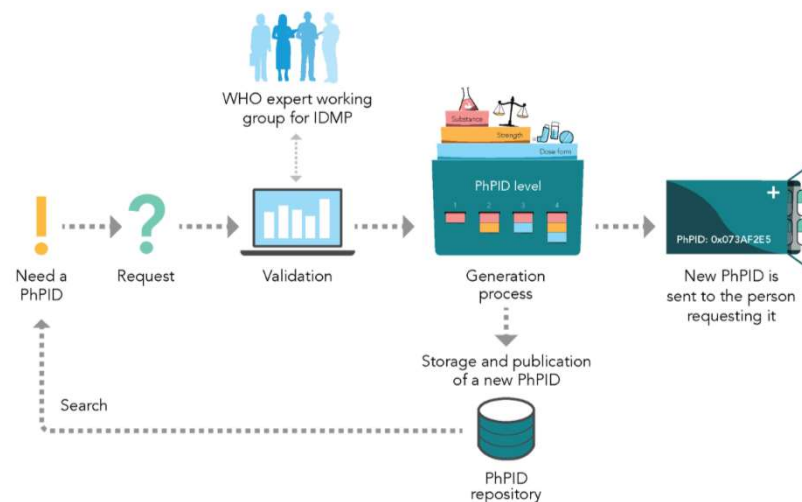 WHO expert working
group for IDMP
Substance
Strength
Dose form
PhPID level
1 2 3 4
!
?
PhPID: 0x073AF2E5
Need a
PhPID
Request
Validation
Generation
process
New PhPID is
sent to the person
requesting it
Storage and publication
of a new PhPID
Search
PhPID
repository